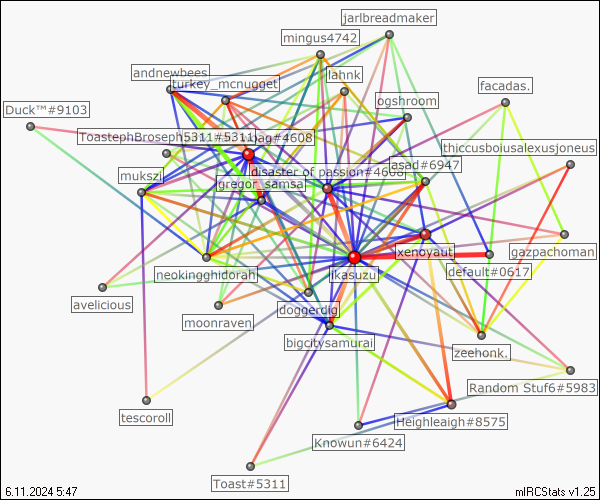 jarlbreadmaker
mingus4742
andnewbees
lahnk
turkey_mcnugget
facadas.
Duck™#9103
ogshroom
ToastephBroseph5311#5311
#4608
thiccusboiusalexusjoneus
mukszi
disaster of passion#4608
asad#6947
gregor_samsa
neokingghidorah
ikasuzu
xenoyaut
gazpachoman
default#0617
avelicious
moonraven
doggerdig
bigcitysamurai
zeehonk.
Random Stuf6#5983
tescoroll
Heighleaigh#8575
Knowun#6424
Toast#5311
6.11.2024 5:47
mIRCStats v1.25